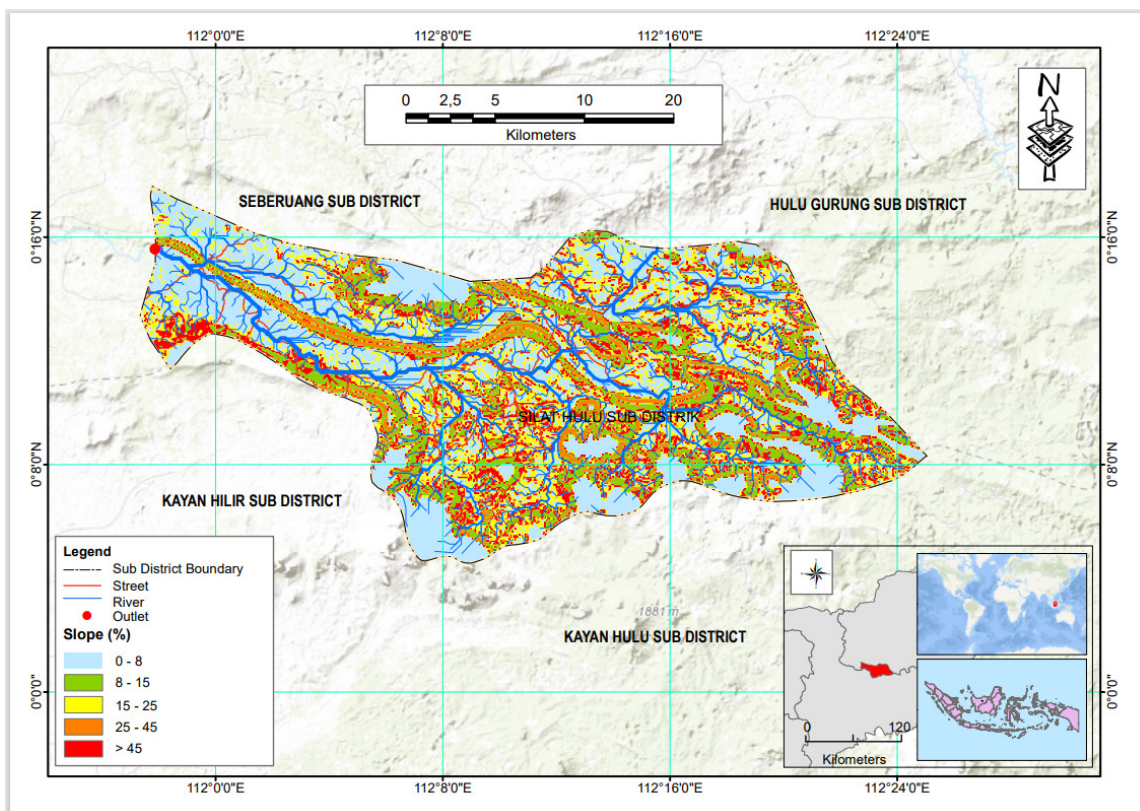 112°0'0"E 112°8'0"E 112°16'0"E 112°24'0"E
0 2,5 5 10 20
Kilometers
N
SEBERUANG SUB DISTRICT
HULU GURUNG SUB DISTRICT
0°16'0"N
0°16'0"N
SILAT HULU SUB DISTRIK
0°8'0"N
0°8'0"N
KAYAN HILIR SUB DISTRICT
1881 m
KAYAN HULU SUB DISTRICT
Legend
Sub District Boundary
Street
River
Outlet
Slope (%)
0 - 8
8 - 15
15 - 25
25 - 45
> 45
0°0'0"
0°0'0"
0 120
Kilometers
112°0'0"E 112°8'0"E 112°16'0"E 112°24'0"E